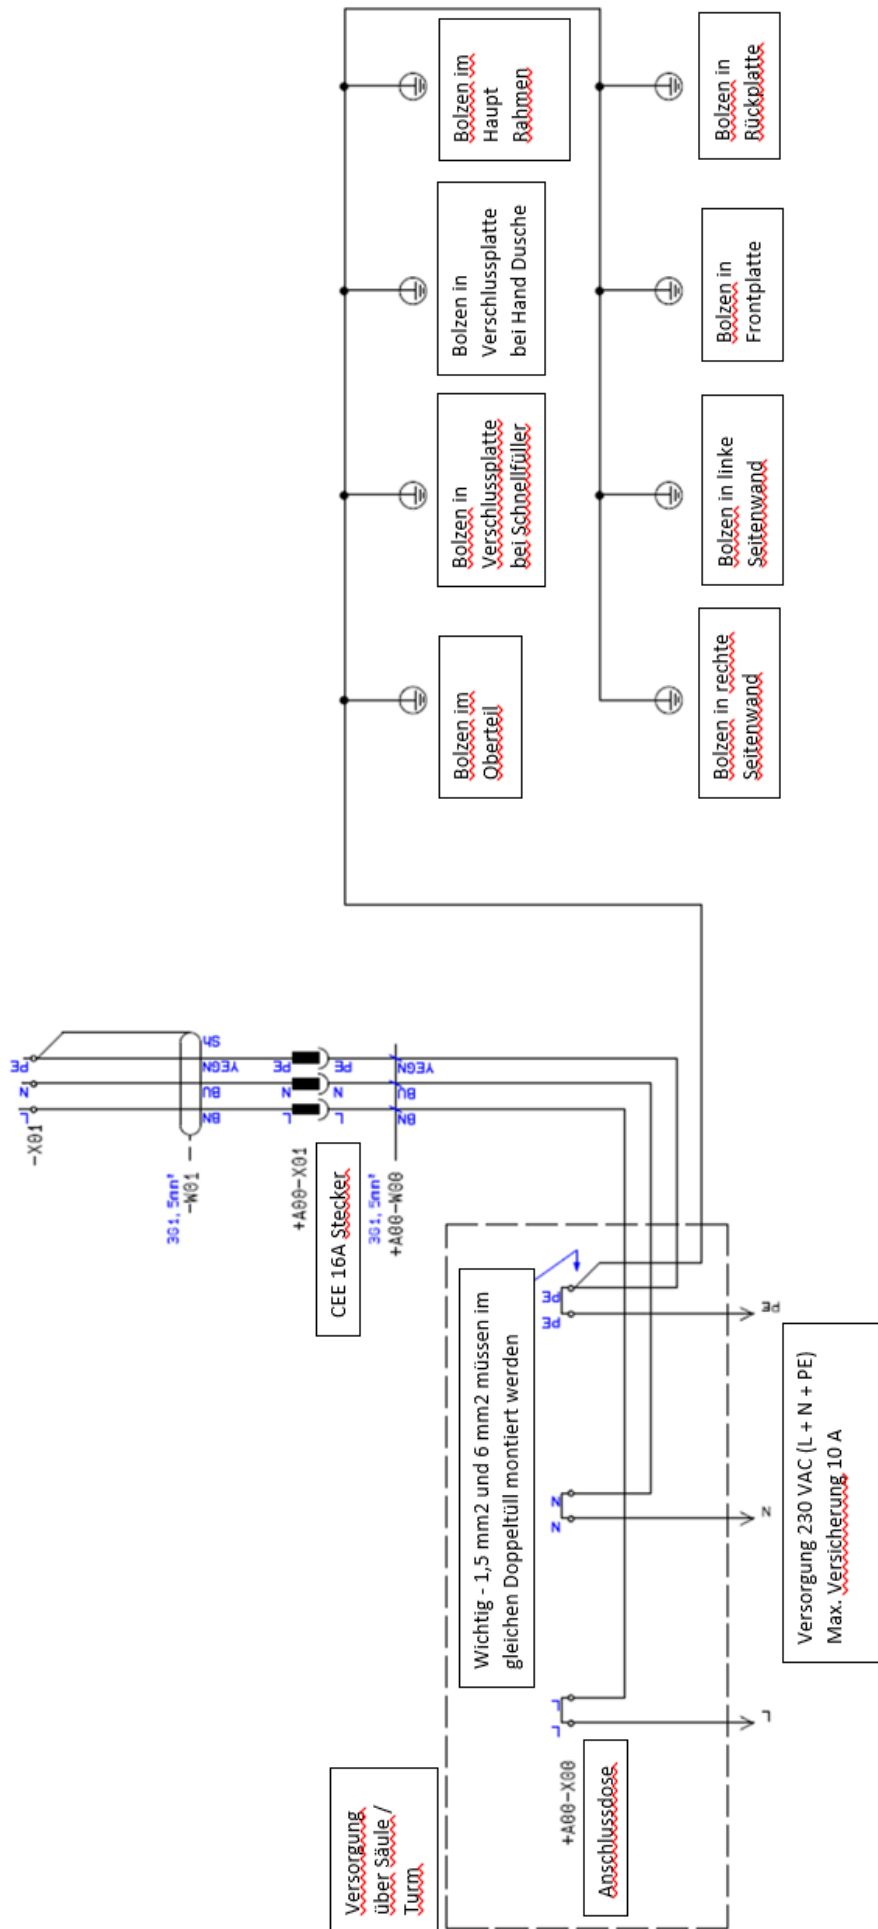 Versorgung
über Säule /
Turm
+A00-X00
Anschlussdose
L
L
L
N
N
N
PE
PE
PE
Wichtig - 1,5 mm2 und 6 mm2 müssen im
gleichen Doppeltüll montiert werden
Versorgung 230 VAC (L + N + PE)
Max. Versicherung 10 A
-X01
L
N
PE
3G1,5mm²
-W01
BN
BU
YEGN
Sh
+A00-X01
L
N
PE
L
N
PE
CEE 16A Stecker
3G1,5mm²
+A00-W00
BN
BU
YEGN
Bolzen im
Oberteil
Bolzen in
Verschlussplatte
bei Schnellfüller
Bolzen in
Verschlussplatte
bei Hand Dusche
Bolzen im
Haupt
Rahmen
Bolzen in rechte
Seitenwand
Bolzen in linke
Seitenwand
Bolzen in
Frontplatte
Bolzen in
Rückplatte